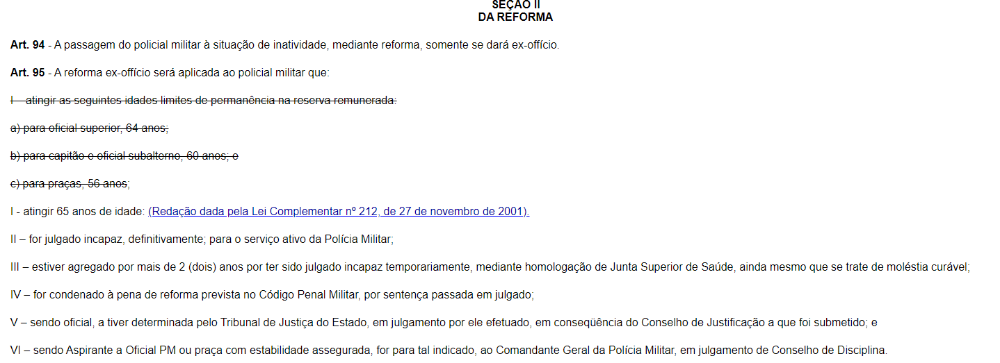 SEÇÃO II
DA REFORMA
Art. 94 - A passagem do policial militar à situação de inatividade, mediante reforma, somente se dará ex-offício.
Art. 95 - A reforma ex-offício será aplicada ao policial militar que:
I – atingir as seguintes idades limites de permanência na reserva remunerada:
a) para oficial superior, 64 anos;
b) para capitão e oficial subalterno, 60 anos; e
c) para praças, 56 anos;
I - atingir 65 anos de idade: (Redação dada pela Lei Complementar nº 212, de 27 de novembro de 2001).
II – for julgado incapaz, definitivamente; para o serviço ativo da Polícia Militar;
III – estiver agregado por mais de 2 (dois) anos por ter sido julgado incapaz temporariamente, mediante homologação de Junta Superior de Saúde, ainda mesmo que se trate de moléstia curável;
IV – for condenado à pena de reforma prevista no Código Penal Militar, por sentença passada em julgado;
V – sendo oficial, a tiver determinada pelo Tribunal de Justiça do Estado, em julgamento por ele efetuado, em conseqüência do Conselho de Justificação a que foi submetido; e
VI – sendo Aspirante a Oficial PM ou praça com estabilidade assegurada, for para tal indicado, ao Comandante Geral da Polícia Militar, em julgamento de Conselho de Disciplina.